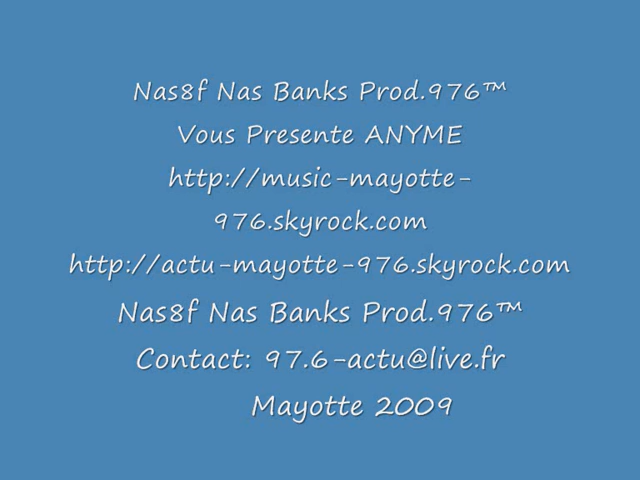 Nas8f Nas Banks Prod.976™
Vous Presente ANYME
http://music-mayotte-
976.skyrock.com
http://actu-mayotte-976.skyrock.com
Nas8f Nas Banks Prod.976™
Contact: 97.6-actu@live.fr
Mayotte 2009